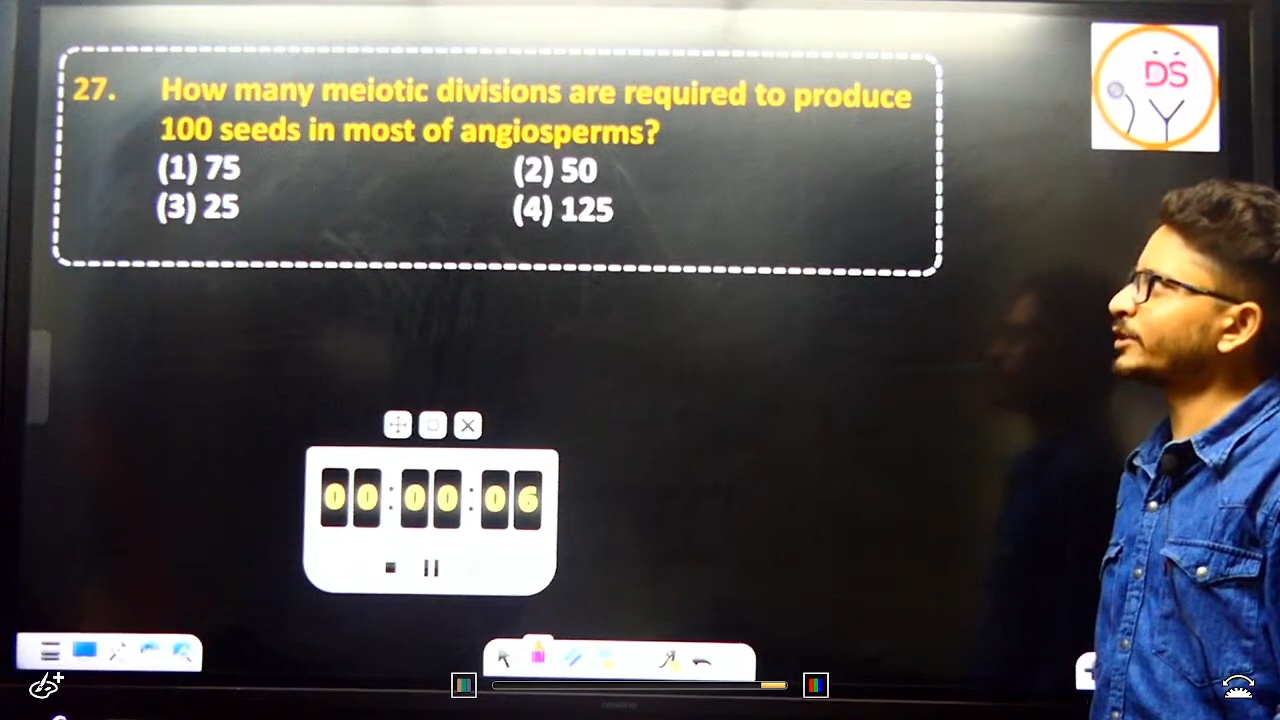 DS
27. How many meiotic divisions are required to produce
100 seeds in most of angiosperms?
(1) 75 (2) 50
(3) 25 (4) 125
00:00:06